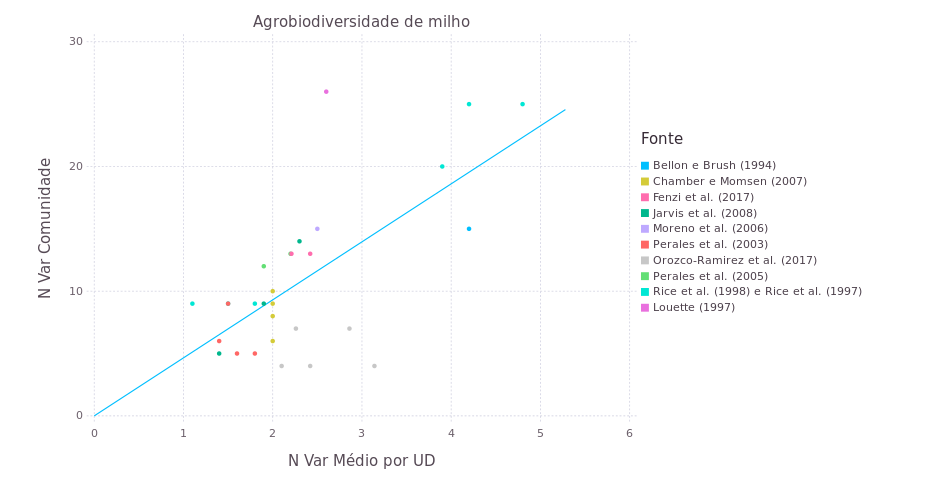 Agrobiodiversidade de milho
30
20
10
0
N Var Comunidade
0 1 2 3 4 5 6
N Var Médio por UD
Fonte
Bellon e Brush (1994)
Chamber e Momsen (2007)
Fenzi et al. (2017)
Jarvis et al. (2008)
Moreno et al. (2006)
Perales et al. (2003)
Orozco-Ramirez et al. (2017)
Perales et al. (2005)
Rice et al. (1998) e Rice et al. (1997)
Louette (1997)